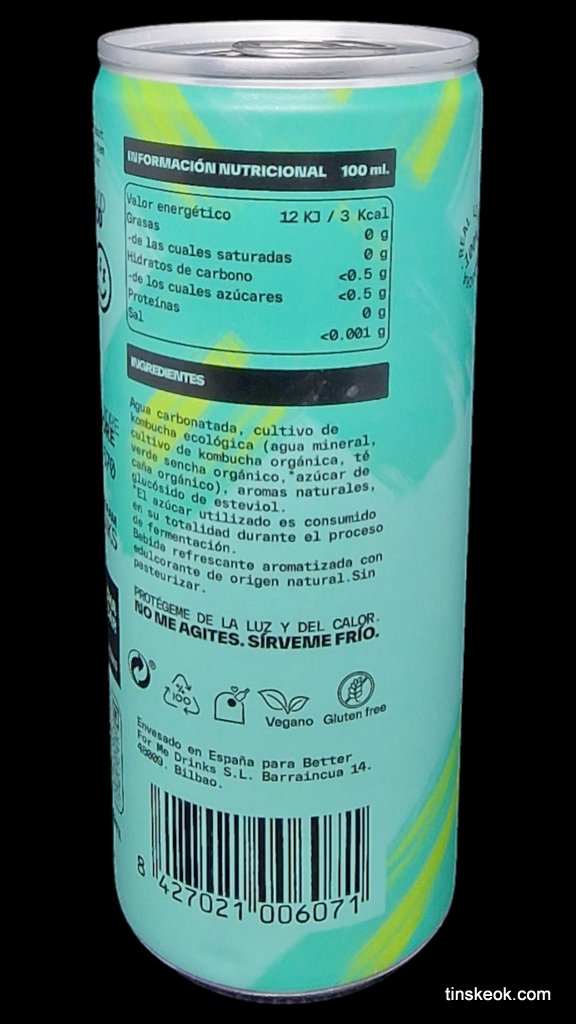 INFORMACIÓN NUTRICIONAL 100 ml.
Valor energético 12 KJ / 3 Kcal
Grasas 0 g
-de las cuales saturadas 0 g
Hidratos de carbono <0.5 g
-de los cuales azúcares <0.5 g
Proteínas 0 g
Sal <0.001 g
INGREDIENTES
Agua carbonatada, cultivo de
kombucha ecológica (agua mineral,
cultivo de kombucha orgánica, té
verde sencha orgánico,*azúcar de
caña orgánico), aromas naturales,
glucósido de esteviol.
*El azúcar utilizado es consumido
en su totalidad durante el proceso
de fermentación.
Bebida refrescante aromatizada con
edulcorante de origen natural.Sin
pasteurizar.
PROTÉGEME DE LA LUZ Y DEL CALOR.
NO ME AGITES. SÍRVEME FRÍO.
100
Vegano Gluten free
Envasado en España para Better
For Me Drinks S.L. Barraincua 14.
48009. Bilbao.
8 427021 006071
tinskeok.com